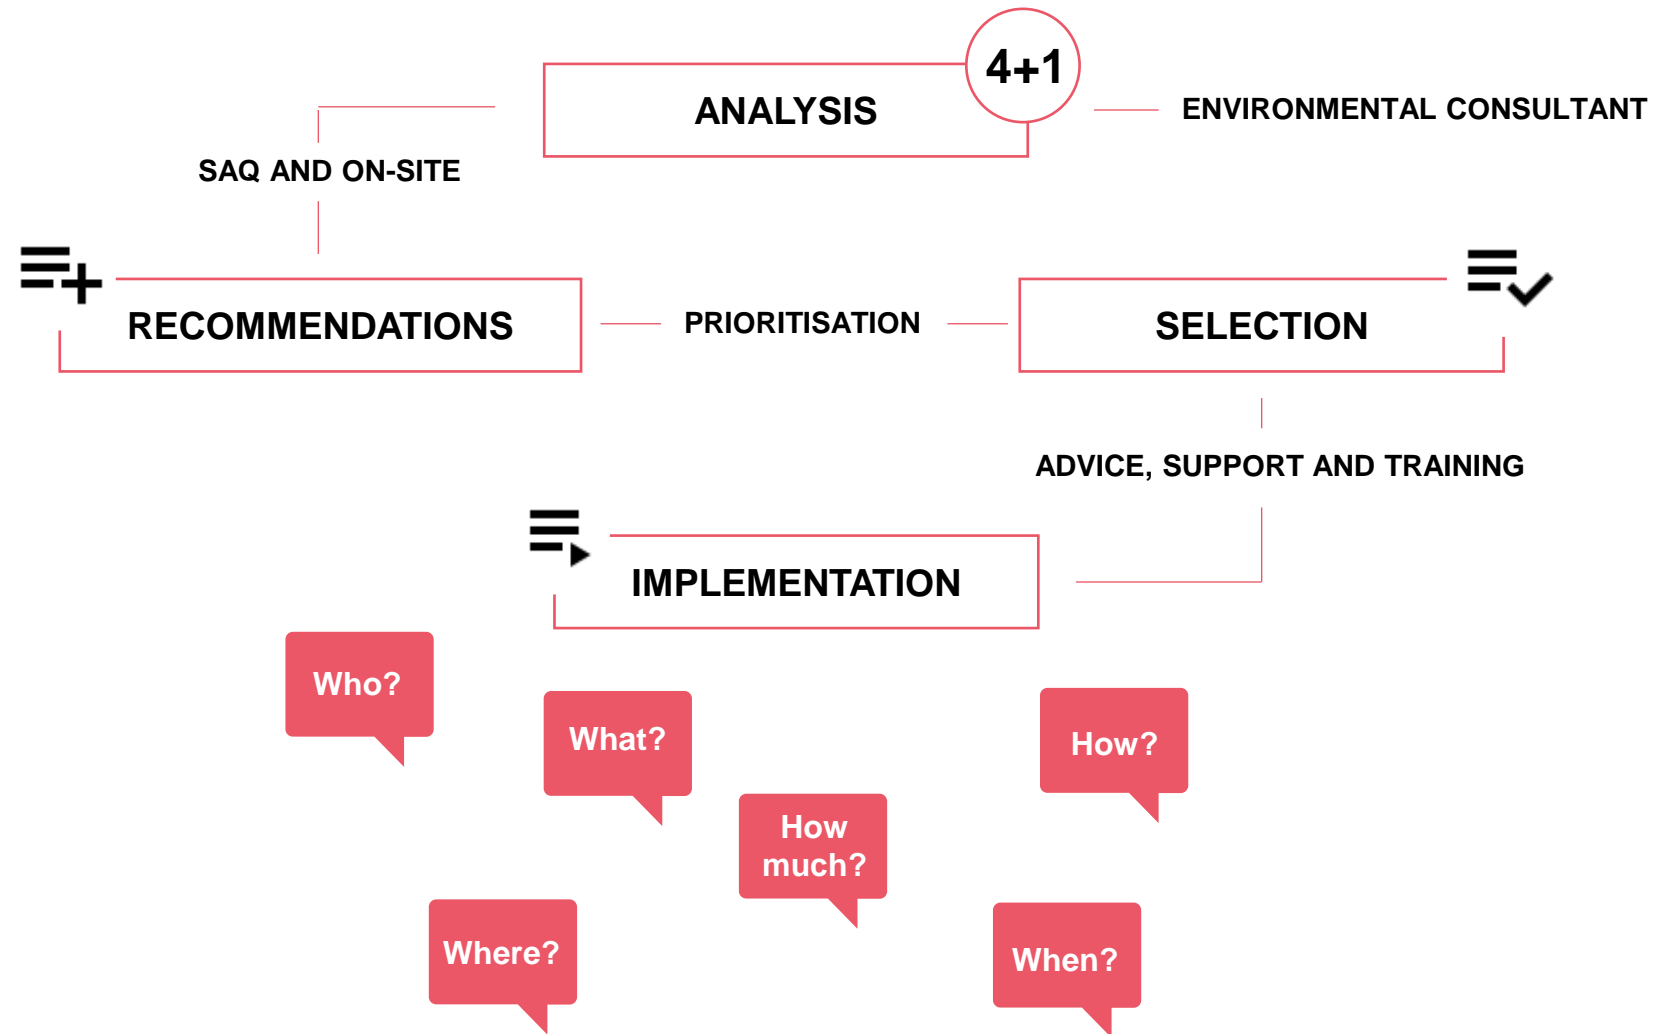 4+1
ANALYSIS
ENVIRONMENTAL CONSULTANT
SAQ AND ON-SITE
RECOMMENDATIONS
PRIORITISATION
SELECTION
ADVICE, SUPPORT AND TRAINING
IMPLEMENTATION
Who?
What?
How?
How
much?
Where?
When?